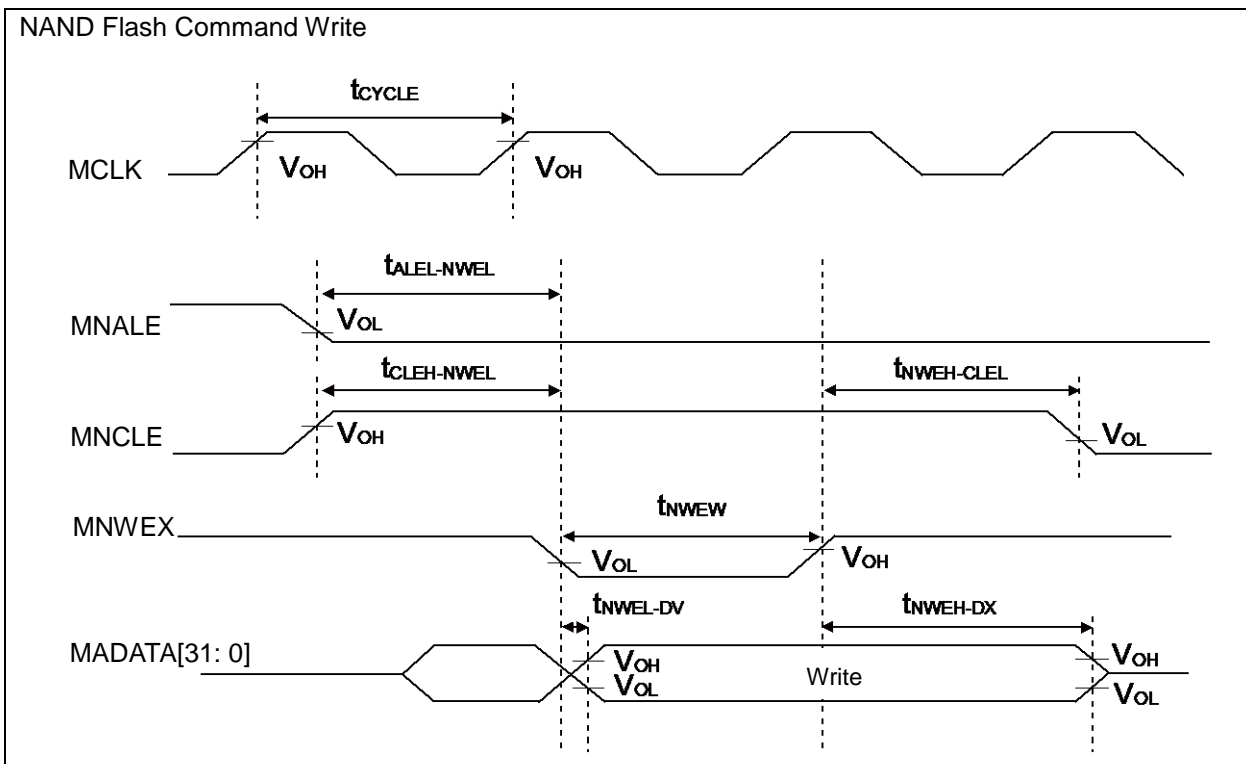 NAND Flash Command Write
tCYCLE
MCLK
VOH
VOH
tALEL-NWEL
MNALE
VOL
tCLEH-NWEL
tNWEH-CLEL
MNCLE
VOH
VOL
tNWEW
MNWEX
VOL
VOH
tNWEL-DV
tNWEH-DX
MADATA[31: 0]
VOH
VOL
Write
VOH
VOL